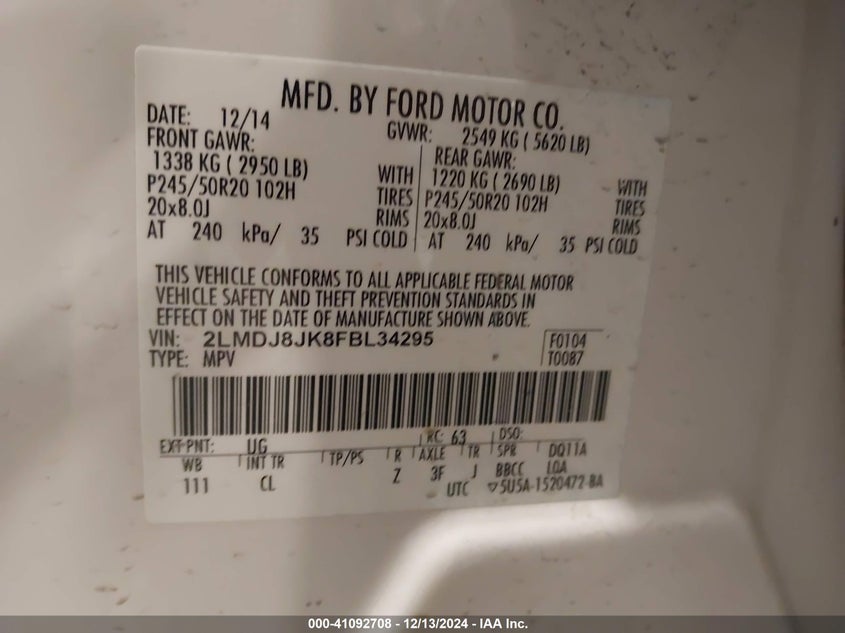 MFD. BY FORD MOTOR CO.
DATE: 12/14 GVWR: 2549 KG ( 5620 LB)
FRONT GAWR: REAR GAWR:
1338 KG ( 2950 LB) WITH 1220 KG ( 2690 LB) WITH
P245/50R20 102H TIRES P245/50R20 102H TIRES
20x8.0J RIMS 20x8.0J RIMS
AT 240 kPa/ 35 PSI COLD AT 240 kPa/ 35 PSI COLD
THIS VEHICLE CONFORMS TO ALL APPLICABLE FEDERAL MOTOR
VEHICLE SAFETY AND THEFT PREVENTION STANDARDS IN
EFFECT ON THE DATE OF MANUFACTURE SHOWN ABOVE.
VIN: 2LMDJ8JK8FBL34295 F0104
TYPE: MPV T0087
EXT PNT: UG RC: 63 DSO:
WB INT TR TP/PS R AXLE TR SPR DQ11A
111 CL Z 3F J BBCC LOA
UTC ▽5U5A-1520472-BA
000-41092708 - 12/13/2024 - IAA Inc.